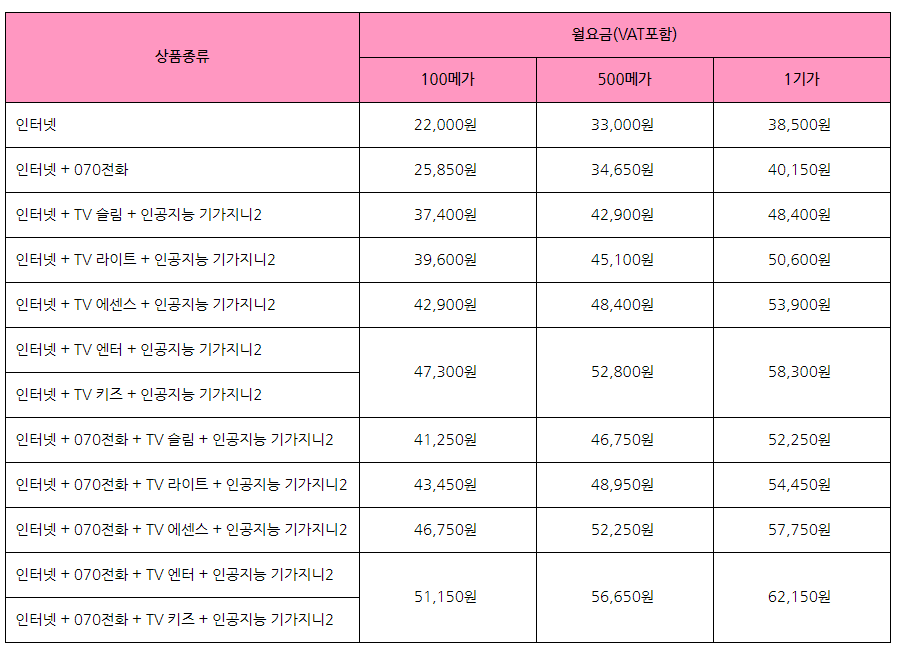 상품종류
월요금(VAT포함)
100메가 500메가 1기가
인터넷 22,000원 33,000원 38,500원
인터넷 + 070전화 25,850원 34,650원 40,150원
인터넷 + TV 슬림 + 인공지능 기가지니2 37,400원 42,900원 48,400원
인터넷 + TV 라이트 + 인공지능 기가지니2 39,600원 45,100원 50,600원
인터넷 + TV 에센스 + 인공지능 기가지니2 42,900원 48,400원 53,900원
인터넷 + TV 엔터 + 인공지능 기가지니2
47,300원 52,800원 58,300원
인터넷 + TV 키즈 + 인공지능 기가지니2
인터넷 + 070전화 + TV 슬림 + 인공지능 기가지니2 41,250원 46,750원 52,250원
인터넷 + 070전화 + TV 라이트 + 인공지능 기가지니2 43,450원 48,950원 54,450원
인터넷 + 070전화 + TV 에센스 + 인공지능 기가지니2 46,750원 52,250원 57,750원
인터넷 + 070전화 + TV 엔터 + 인공지능 기가지니2
51,150원 56,650원 62,150원
인터넷 + 070전화 + TV 키즈 + 인공지능 기가지니2